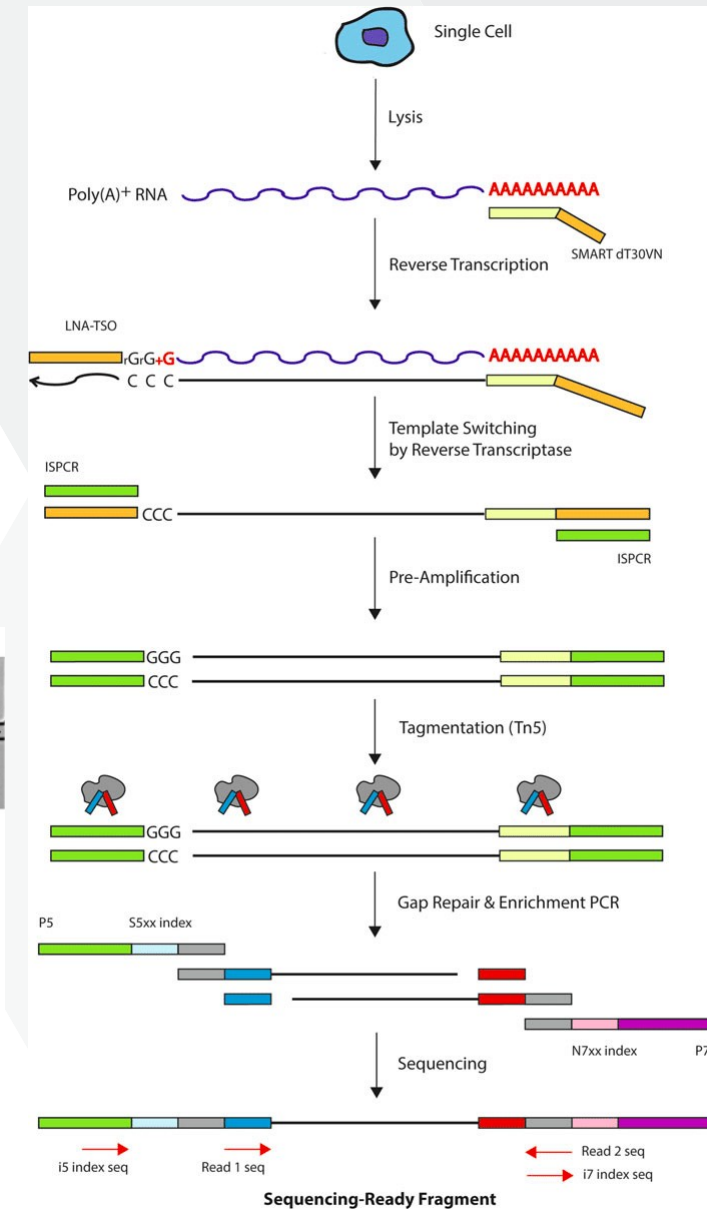 Single Cell
Lysis
Poly(A)+ RNA
AAAAAAAAAA
SMART dT30VN
Reverse Transcription
LNA-TSO
rGrG+G
AAAAAAAAAA
C C C
Template Switching
by Reverse Transcriptase
ISPCR
CCC
ISPCR
Pre-Amplification
GGG
CCC
Tagmentation (Tn5)
GGG
CCC
Gap Repair & Enrichment PCR
P5 S5xx index
N7xx index P7
Sequencing
i5 index seq Read 1 seq Read 2 seq
i7 index seq
Sequencing-Ready Fragment